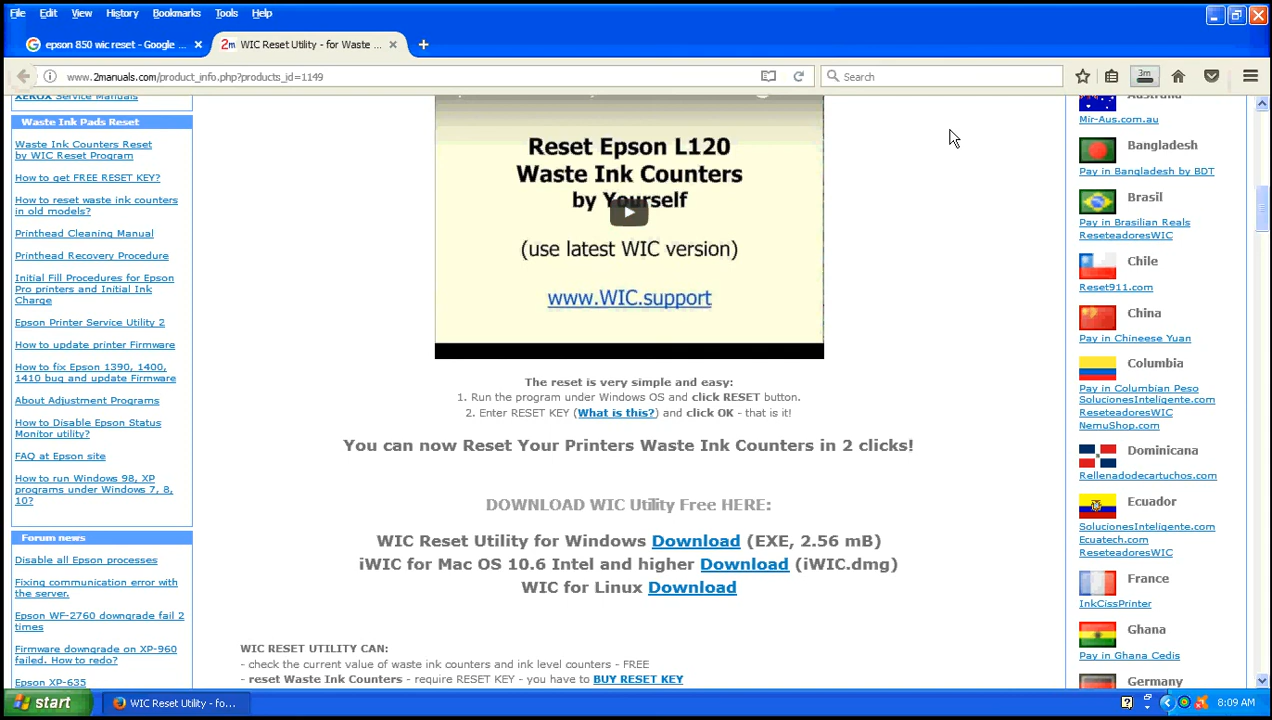 File Edit View History Bookmarks Tools Help
epson 850 wic reset - Google ...
WIC Reset Utility - for Waste ...
www.2manuals.com/product_info.php?products_id=1149
Search
3m
XEROX Service Manuals
Waste Ink Pads Reset
Waste Ink Counters Reset
by WIC Reset Program
How to get FREE RESET KEY?
How to reset waste ink counters
in old models?
Printhead Cleaning Manual
Printhead Recovery Procedure
Initial Fill Procedures for Epson
Pro printers and Initial Ink
Charge
Epson Printer Service Utility 2
How to update printer Firmware
How to fix Epson 1390, 1400,
1410 bug and update Firmware
About Adjustment Programs
How to Disable Epson Status
Monitor utility?
FAQ at Epson site
How to run Windows 98, XP
programs under Windows 7, 8,
10?
Forum news
Disable all Epson processes
Fixing communication error with
the server.
Epson WF-2760 downgrade fail 2
times
Firmware downgrade on XP-960
failed. How to redo?
Epson XP-635
Reset Epson L120
Waste Ink Counters
by Yourself
(use latest WIC version)
www.WIC.support
The reset is very simple and easy:
1. Run the program under Windows OS and click RESET button.
2. Enter RESET KEY (What is this?) and click OK - that is it!
You can now Reset Your Printers Waste Ink Counters in 2 clicks!
DOWNLOAD WIC Utility Free HERE:
WIC Reset Utility for Windows Download (EXE, 2.56 mB)
iWIC for Mac OS 10.6 Intel and higher Download (iWIC.dmg)
WIC for Linux Download
WIC RESET UTILITY CAN:
- check the current value of waste ink counters and ink level counters - FREE
- reset Waste Ink Counters - require RESET KEY - you have to BUY RESET KEY
Australia
Mir-Aus.com.au
Bangladesh
Pay in Bangladesh by BDT
Brasil
Pay in Brasilian Reals
ReseteadoresWIC
Chile
Reset911.com
China
Pay in Chineese Yuan
Columbia
Pay in Columbian Peso
SolucionesInteligente.com
ReseteadoresWIC
NemuShop.com
Dominicana
Rellenadodecartuchos.com
Ecuador
SolucionesInteligente.com
Ecuatech.com
ReseteadoresWIC
France
InkCissPrinter
Ghana
Pay in Ghana Cedis
Germany
start
WIC Reset Utility - fo...
8:09 AM